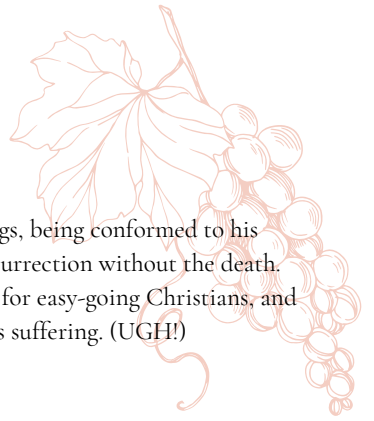 gs, being conformed to his
urrection without the death.
for easy-going Christians, and
s suffering. (UGH!)